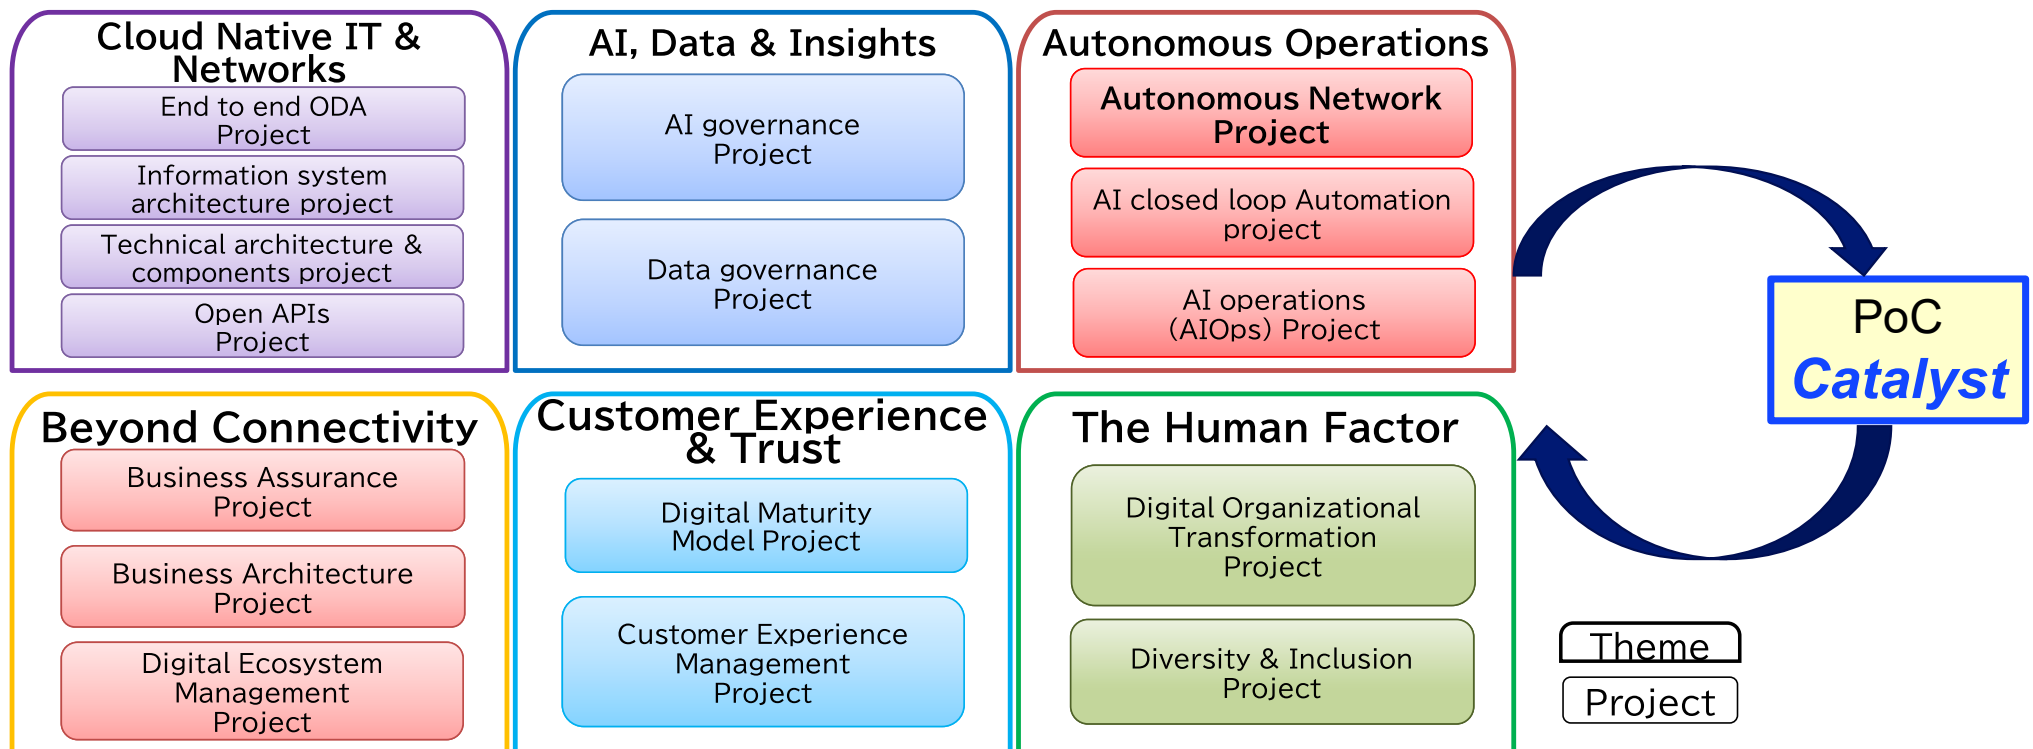 Cloud Native IT &
Networks
End to end ODA
Project
Information system
architecture project
Technical architecture &
components project
Open APIs
Project
AI, Data & Insights
AI governance
Project
Data governance
Project
Autonomous Operations
Autonomous Network
Project
AI closed loop Automation
project
AI operations
(AIOps) Project
PoC
Catalyst
Beyond Connectivity
Business Assurance
Project
Business Architecture
Project
Digital Ecosystem
Management
Project
Customer Experience
& Trust
Digital Maturity
Model Project
Customer Experience
Management
Project
The Human Factor
Digital Organizational
Transformation
Project
Diversity & Inclusion
Project
Theme
Project